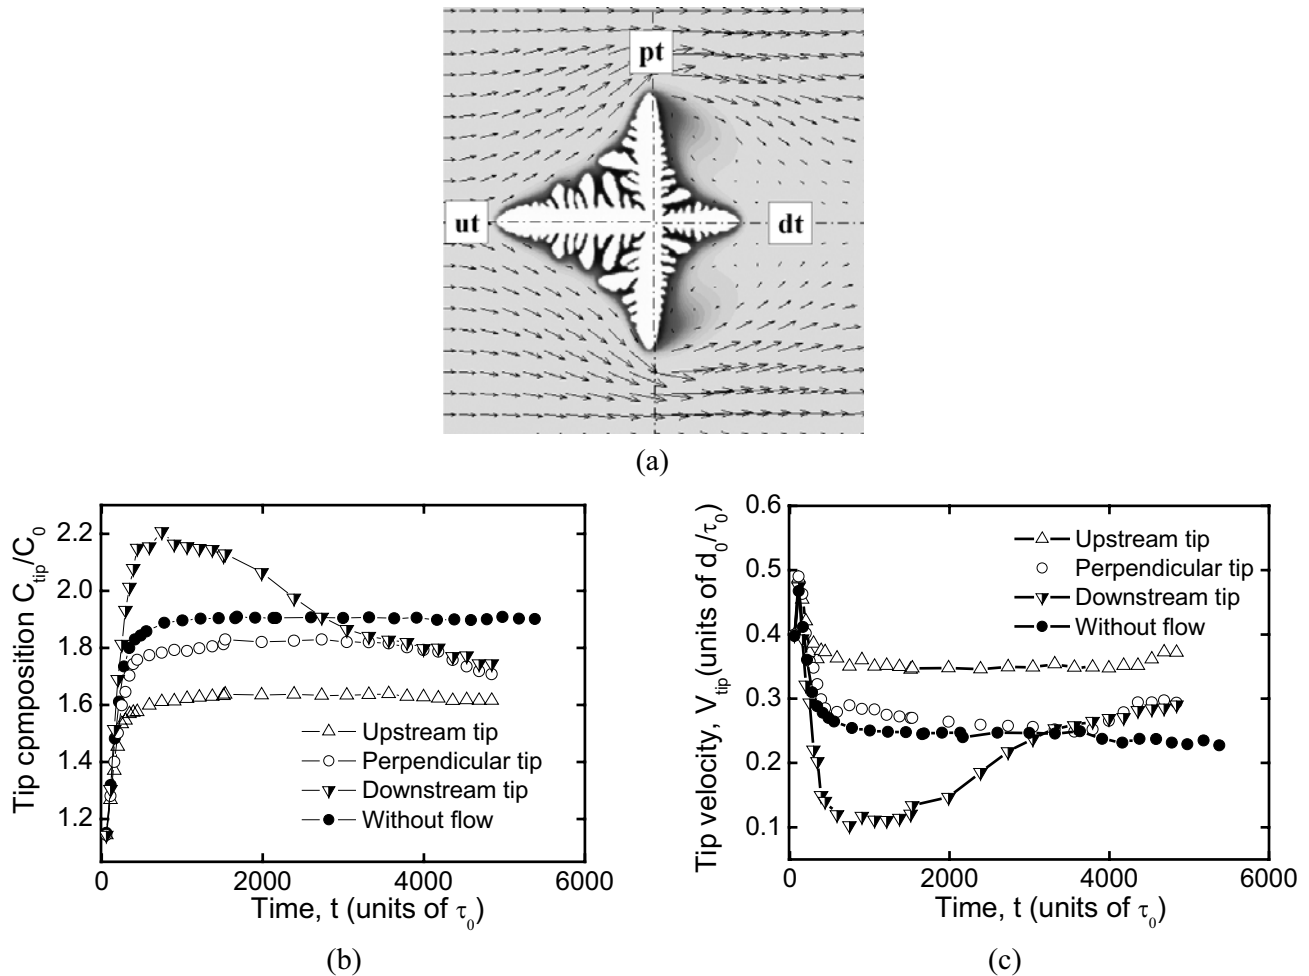 pt
ut
dt
(a)
Tip cpmposition C_tip/C_0
2.2
2.0
1.8
1.6
1.4
1.2
Upstream tip
Perpendicular tip
Downstream tip
Without flow
0 2000 4000 6000
Time, t (units of τ_0)
(b)
Tip velocity, V_tip (units of d_0/τ_0)
0.6
0.5
0.4
0.3
0.2
0.1
Upstream tip
Perpendicular tip
Downstream tip
Without flow
0 2000 4000 6000
Time, t (units of τ_0)
(c)